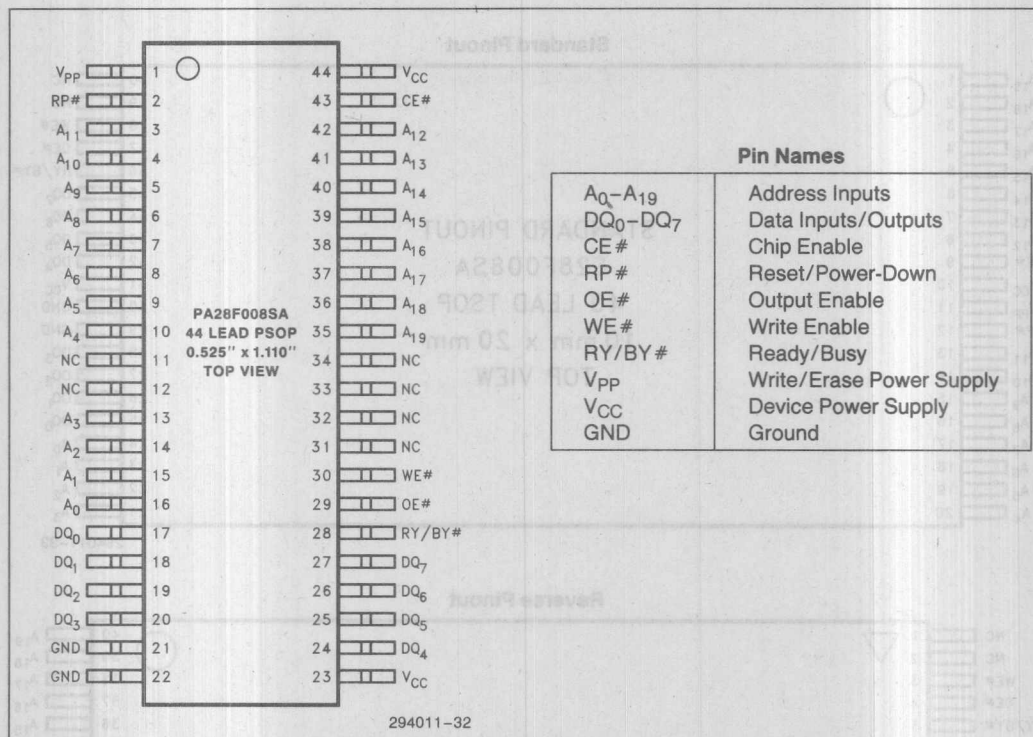 V_PP 1 44 V_CC
RP# 2 43 CE#
A_11 3 42 A_12
A_10 4 41 A_13
A_9 5 40 A_14
A_8 6 39 A_15
A_7 7 38 A_16
A_6 8 37 A_17
A_5 9 36 A_18
A_4 10 35 A_19
NC 11 34 NC
NC 12 33 NC
A_3 13 32 NC
A_2 14 31 NC
A_1 15 30 WE#
A_0 16 29 OE#
DQ_0 17 28 RY/BY#
DQ_1 18 27 DQ_7
DQ_2 19 26 DQ_6
DQ_3 20 25 DQ_5
GND 21 24 DQ_4
GND 22 23 V_CC
PA28F008SA
44 LEAD PSOP
0.525" x 1.110"
TOP VIEW
294011-32
Pin Names
A_0–A_19 Address Inputs
DQ_0–DQ_7 Data Inputs/Outputs
CE# Chip Enable
RP# Reset/Power-Down
OE# Output Enable
WE# Write Enable
RY/BY# Ready/Busy
V_PP Write/Erase Power Supply
V_CC Device Power Supply
GND Ground
Standard Pinout
STANDARD PINOUT
TOP VIEW
Reverse Pinout